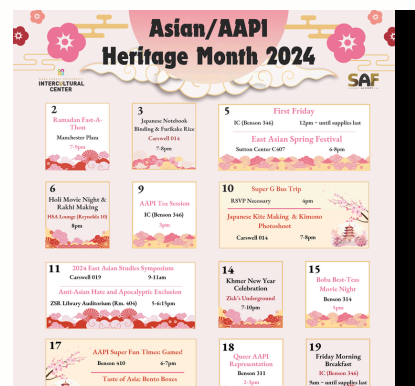 Asian/AAPI
Heritage Month 2024
INTERCULTURAL
CENTER
SAF
2
Ramadan Fast-A-
Thon
Manchester Plaza
7-9pm
3
Japanese Notebook
Binding & Furikake Rice
Carswell 014
7-8pm
5
First Friday
IC (Benson 346) 12pm - until supplies last
East Asian Spring Festival
Sutton Center C407 6-8pm
6
Holi Movie Night &
Rakhi Making
HSA Lounge (Reynolds 10)
8pm
9
AAPI Tea Session
IC (Benson 346)
5pm
10
Super G Bus Trip
RSVP Necessary 4pm
Japanese Kite Making & Kimono
Photoshoot
Carswell 014 7-8pm
11
2024 East Asian Studies Symposium
Carswell 019 9-11am
Anti-Asian Hate and Apocalyptic Exclusion
ZSR Library Auditorium (Rm. 404) 5-6:15pm
14
Khmer New Year
Celebration
Zick's Underground
7-10pm
15
Boba Best-Teas
Movie Night
Benson 314
5pm
17
AAPI Super Fun Times: Games!
Benson 410 6-7pm
Taste of Asia: Bento Boxes
18
Queer AAPI
Representation
Benson 311
2-3pm
19
Friday Morning
Breakfast
IC (Benson 346)
9am - until supplies last